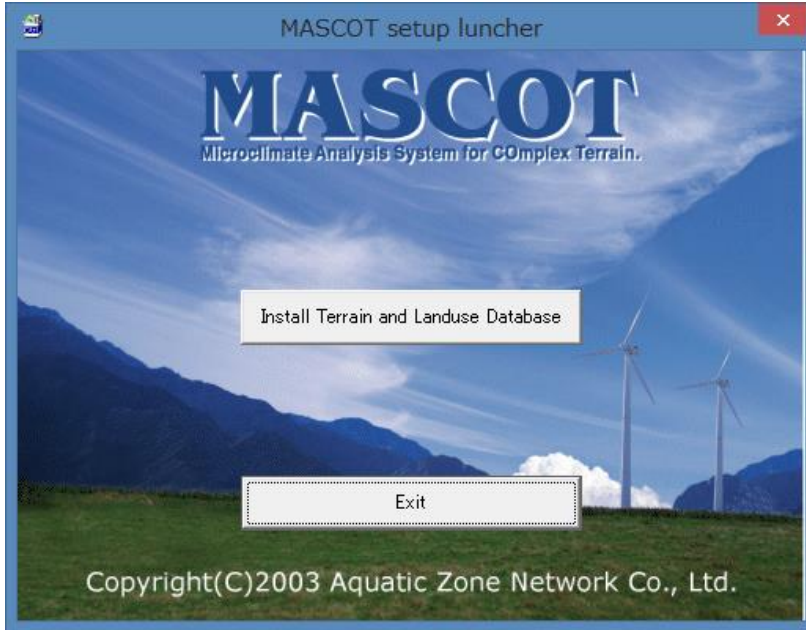 MASCOT setup luncher
MASCOT
Microclimate Analysis System for COmplex Terrain.
Install Terrain and Landuse Database
Exit
Copyright(C)2003 Aquatic Zone Network Co., Ltd.